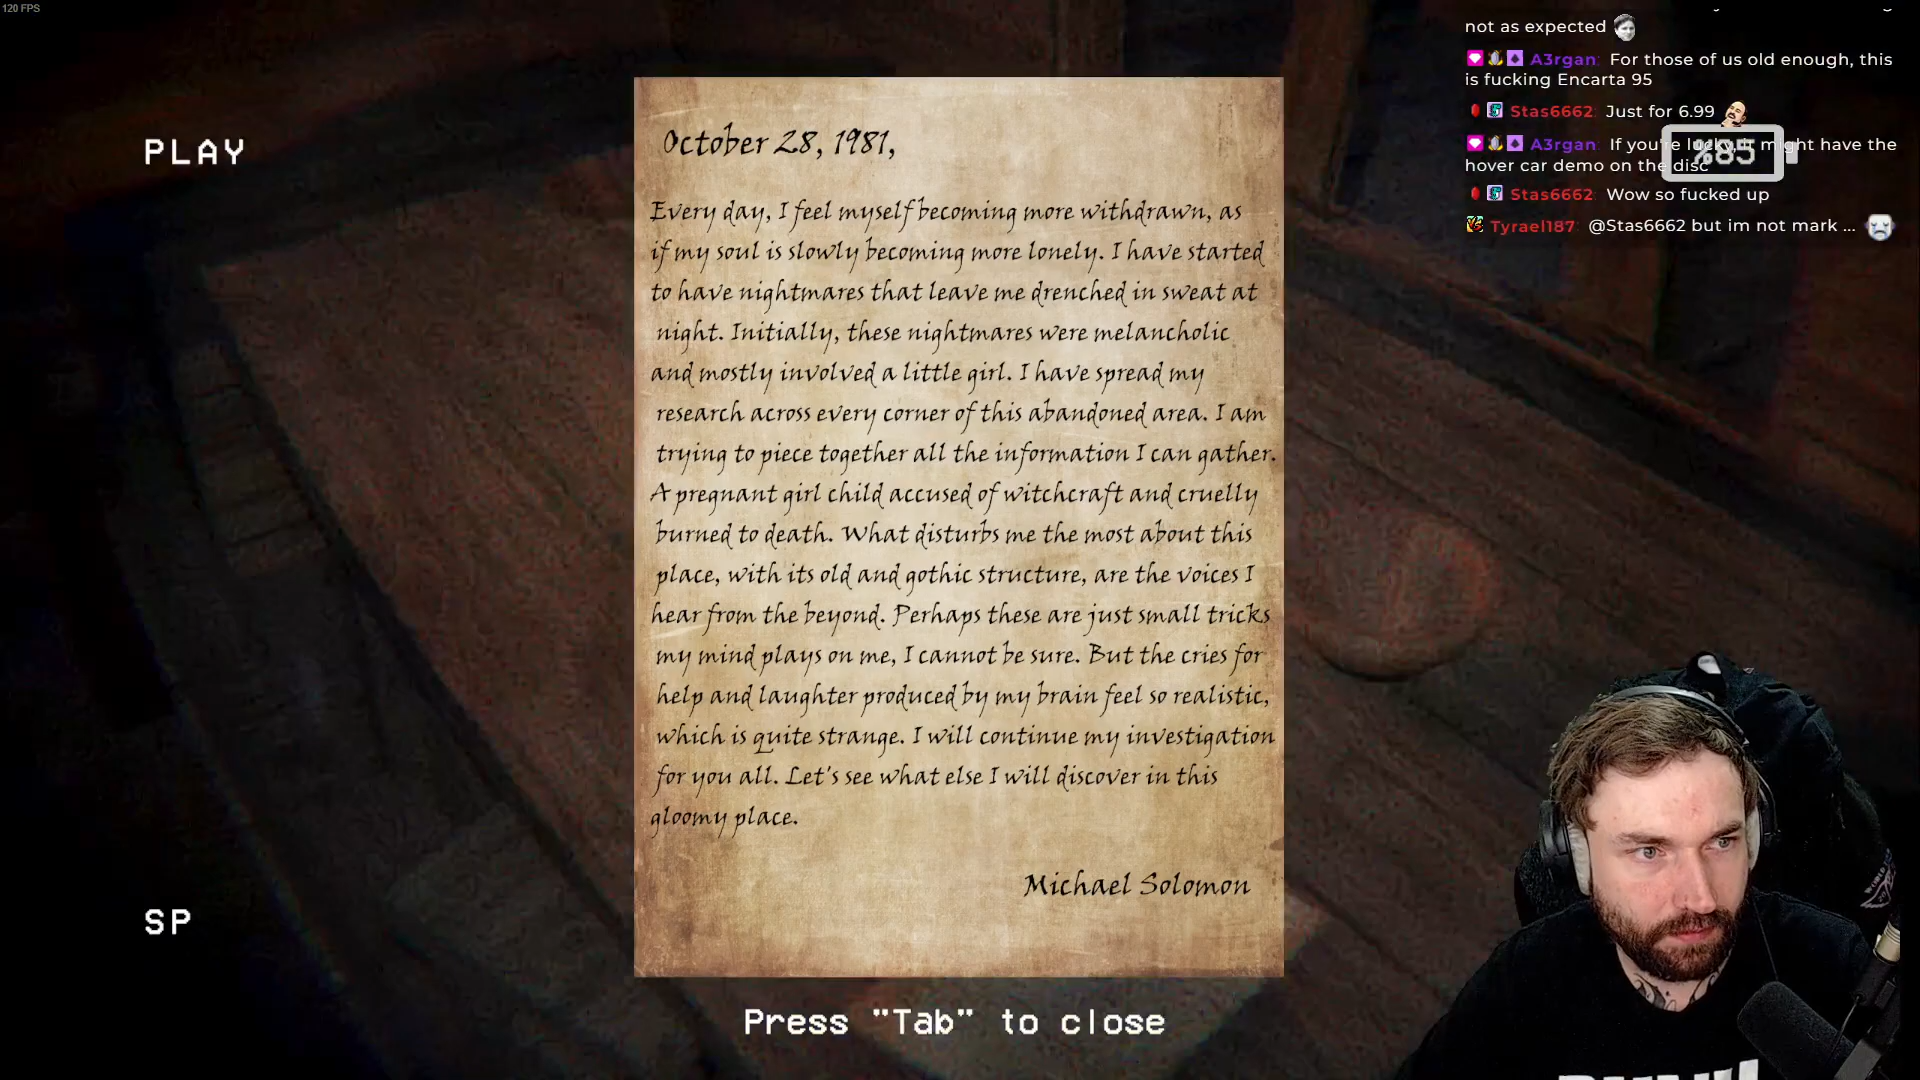 120 FPS
not as expected
A3rgan: For those of us old enough, this
is fucking Encarta 95
Stas6662: Just for 6.99
A3rgan: If you're lucky, it might have the
hover car demo on the disc
%85
Stas6662: Wow so fucked up
Tyrael187: @Stas6662 but im not mark ...
PLAY
October 28, 1981,
Every day, I feel myself becoming more withdrawn, as
if my soul is slowly becoming more lonely. I have started
to have nightmares that leave me drenched in sweat at
night. Initially, these nightmares were melancholic
and mostly involved a little girl. I have spread my
research across every corner of this abandoned area. I am
trying to piece together all the information I can gather.
A pregnant girl child accused of witchcraft and cruelly
burned to death. What disturbs me the most about this
place, with its old and gothic structure, are the voices I
hear from the beyond. Perhaps these are just small tricks
my mind plays on me, I cannot be sure. But the cries for
help and laughter produced by my brain feel so realistic,
which is quite strange. I will continue my investigation
for you all. Let's see what else I will discover in this
gloomy place.
Michael Solomon
SP
Press "Tab" to close